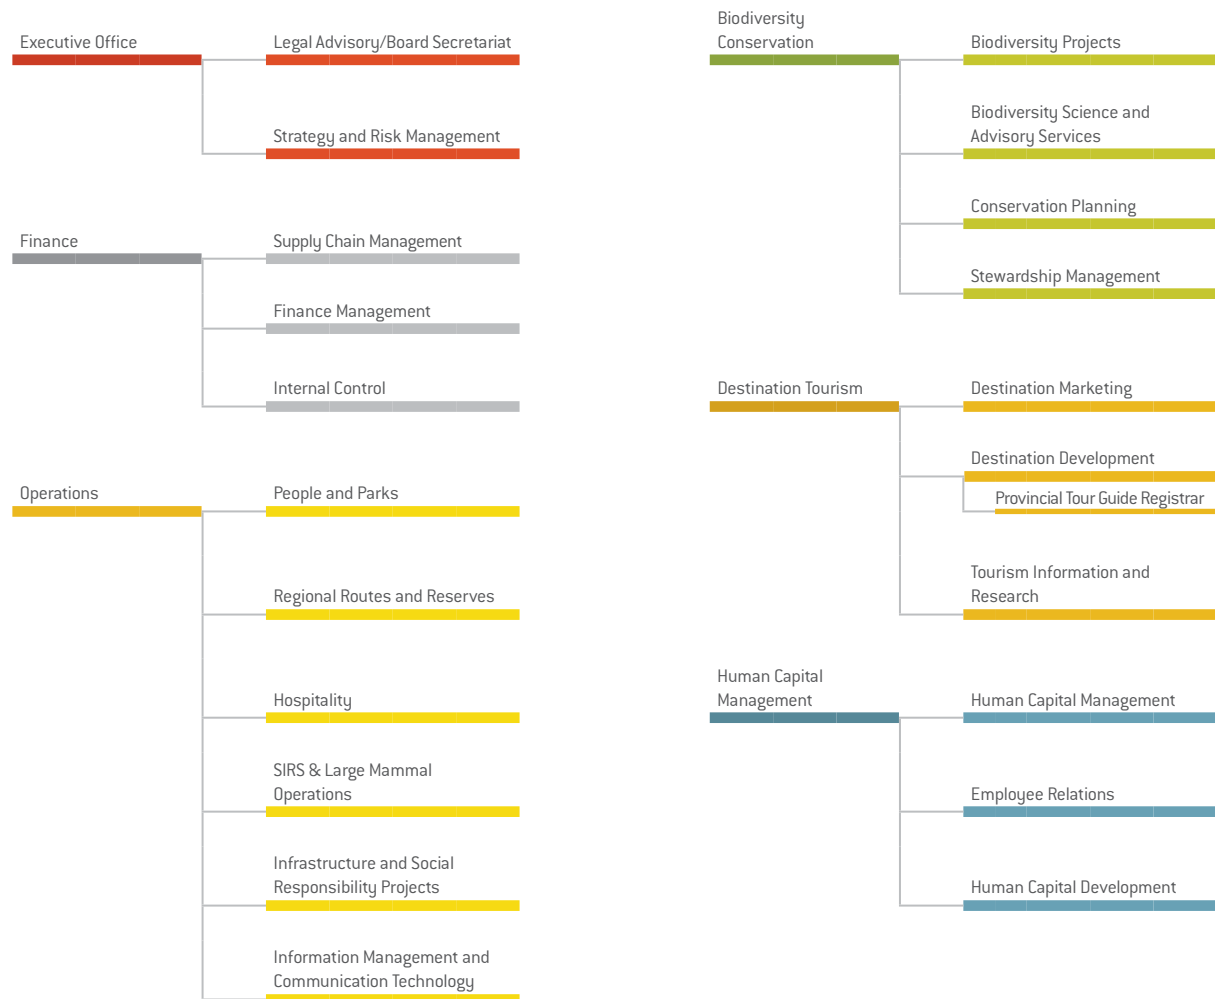 Executive Office
Legal Advisory/Board Secretariat
Strategy and Risk Management
Finance
Supply Chain Management
Finance Management
Internal Control
Operations
People and Parks
Regional Routes and Reserves
Hospitality
SIRS & Large Mammal
Operations
Infrastructure and Social
Responsibility Projects
Information Management and
Communication Technology
Biodiversity
Conservation
Biodiversity Projects
Biodiversity Science and
Advisory Services
Conservation Planning
Stewardship Management
Destination Tourism
Destination Marketing
Destination Development
Provincial Tour Guide Registrar
Tourism Information and
Research
Human Capital
Management
Human Capital Management
Employee Relations
Human Capital Development